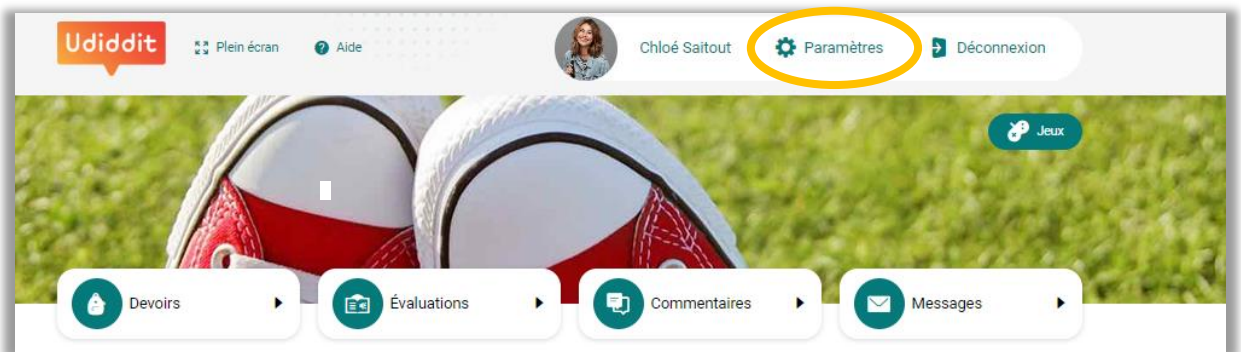 Udiddit Plein écran Aide Chloé Saitout Paramètres Déconnexion
Jeux
Devoirs Évaluations Commentaires Messages